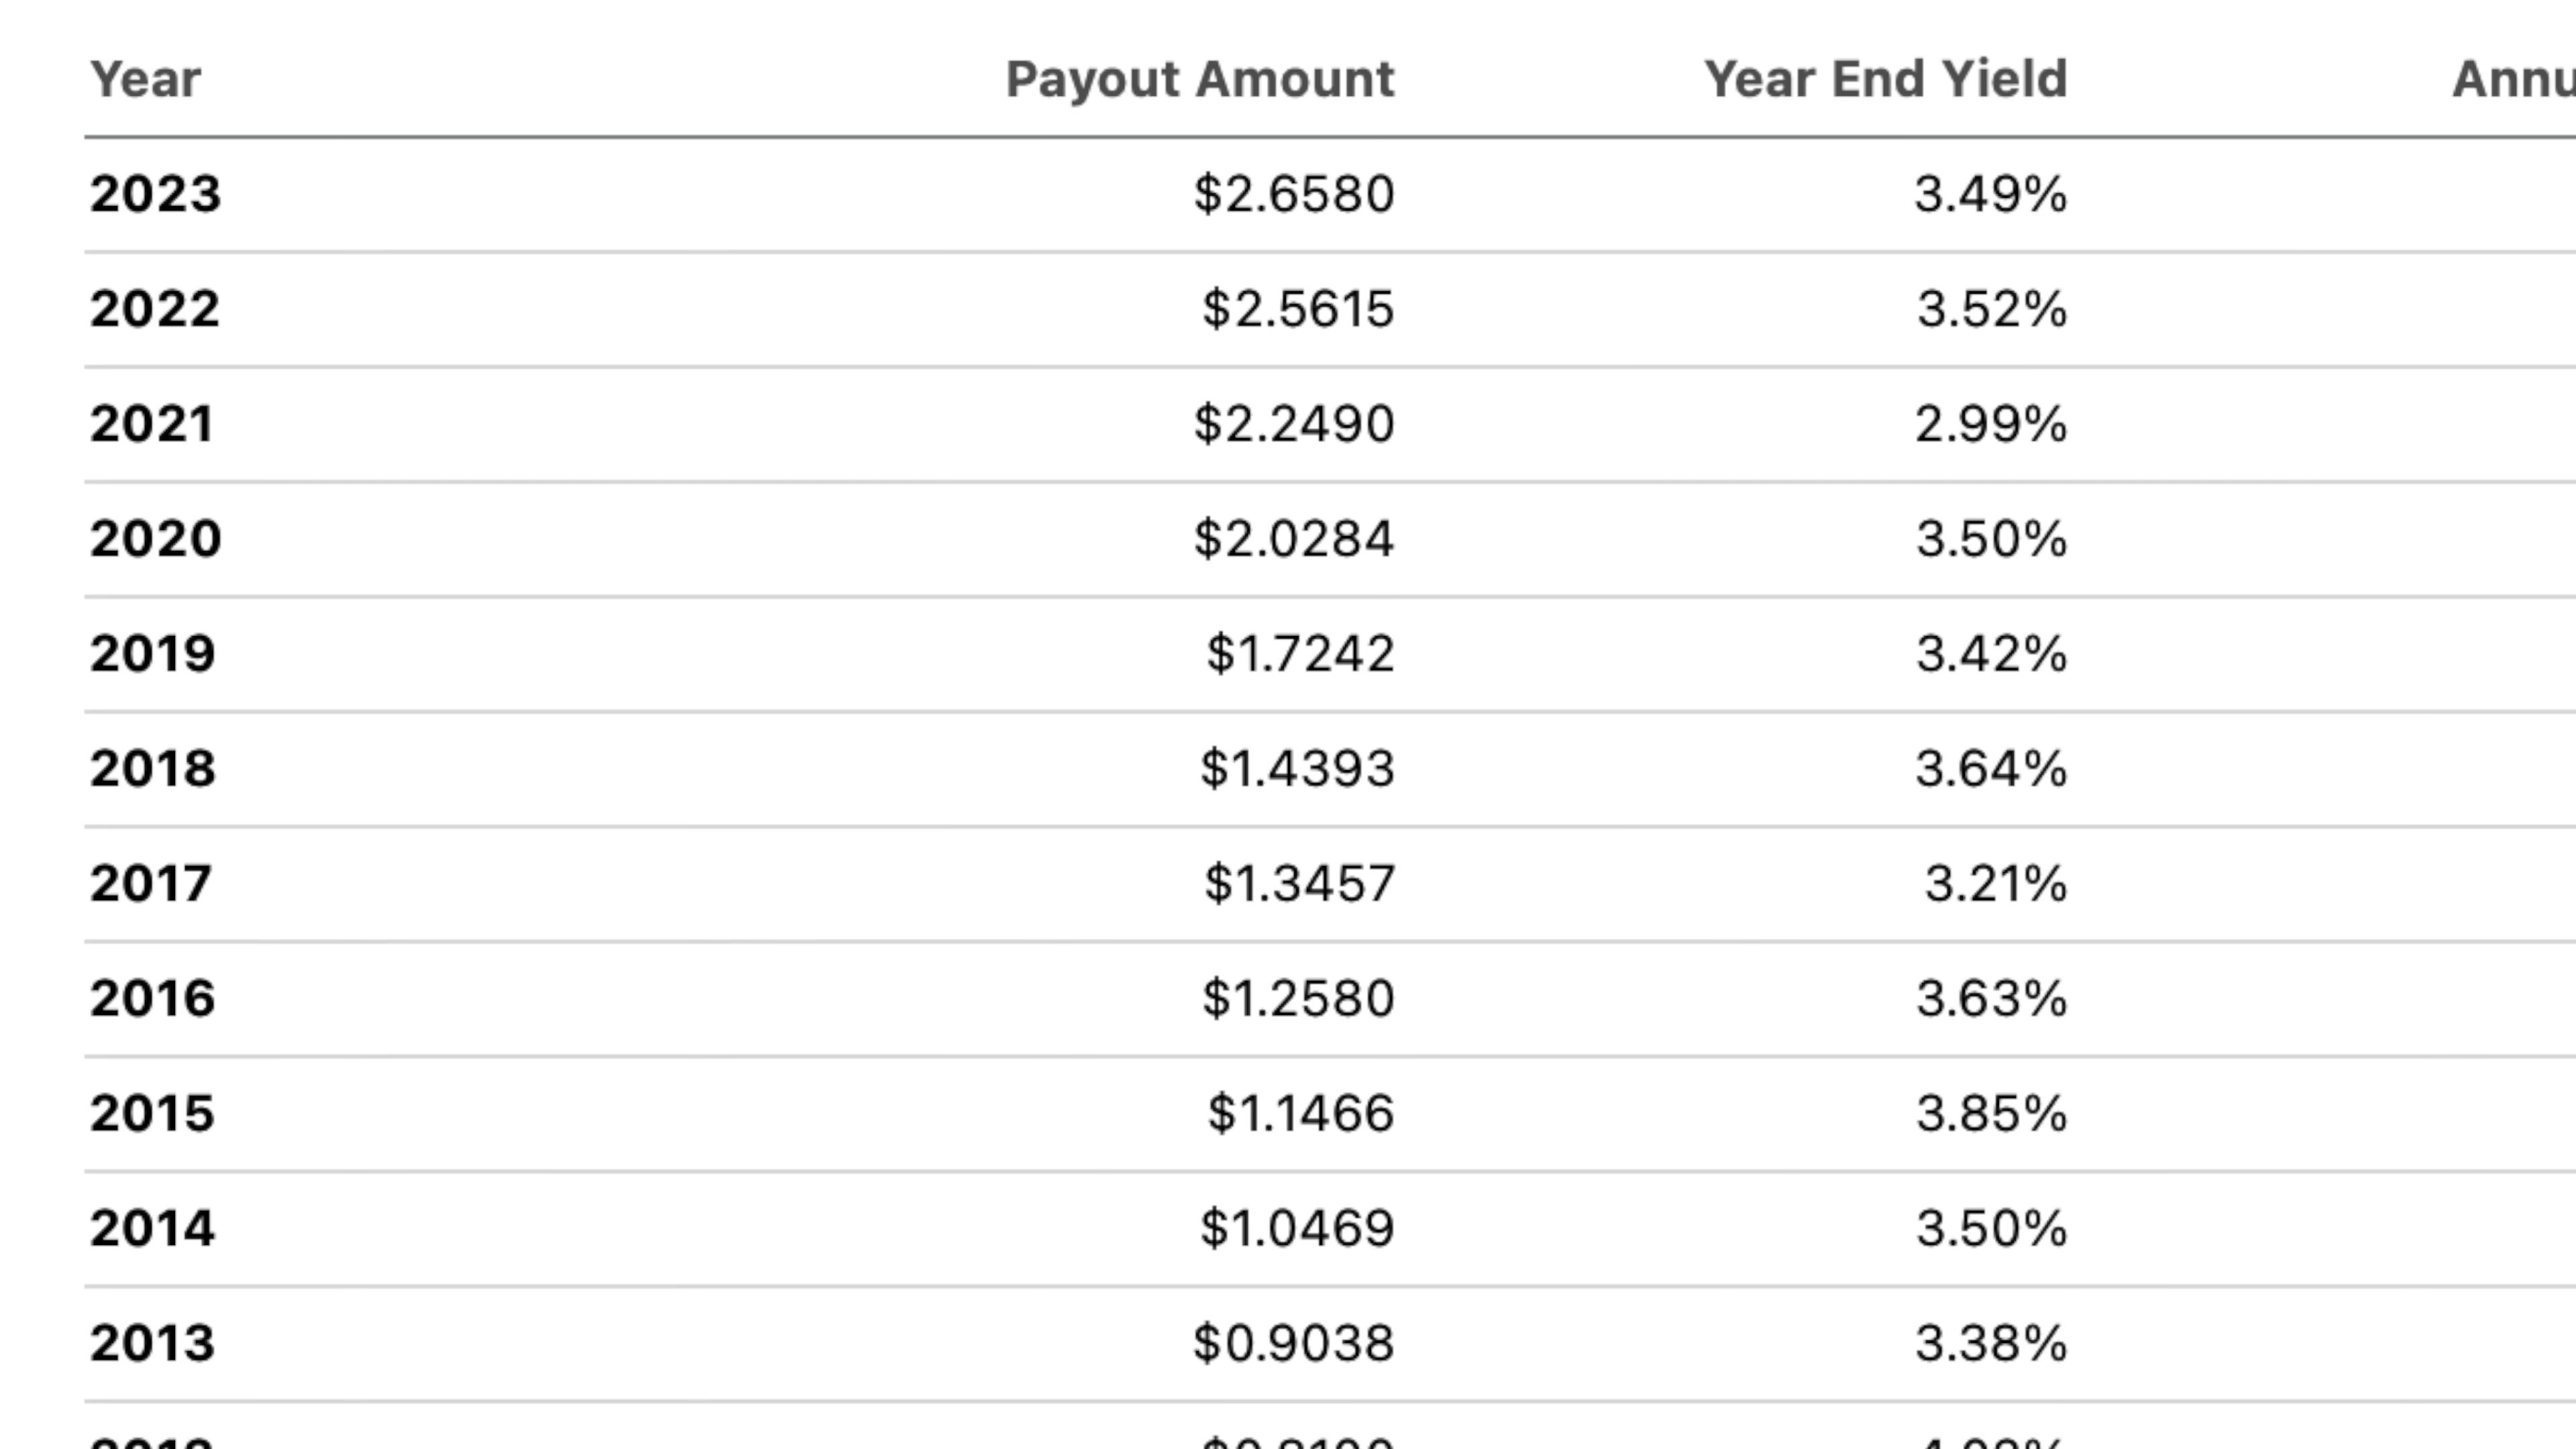 Year Payout Amount Year End Yield
2023 $2.6580 3.49%
2022 $2.5615 3.52%
2021 $2.2490 2.99%
2020 $2.0284 3.50%
2019 $1.7242 3.42%
2018 $1.4393 3.64%
2017 $1.3457 3.21%
2016 $1.2580 3.63%
2015 $1.1466 3.85%
2014 $1.0469 3.50%
2013 $0.9038 3.38%